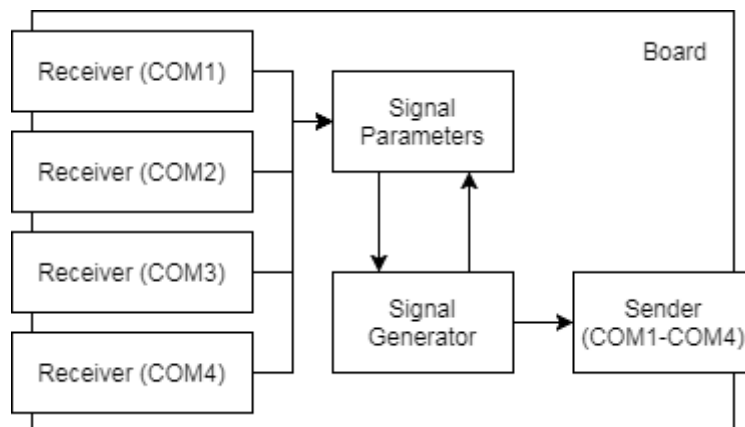 Board
Receiver (COM1)
Signal
Parameters
Receiver (COM2)
Receiver (COM3)
Signal
Generator
Sender
(COM1-COM4)
Receiver (COM4)